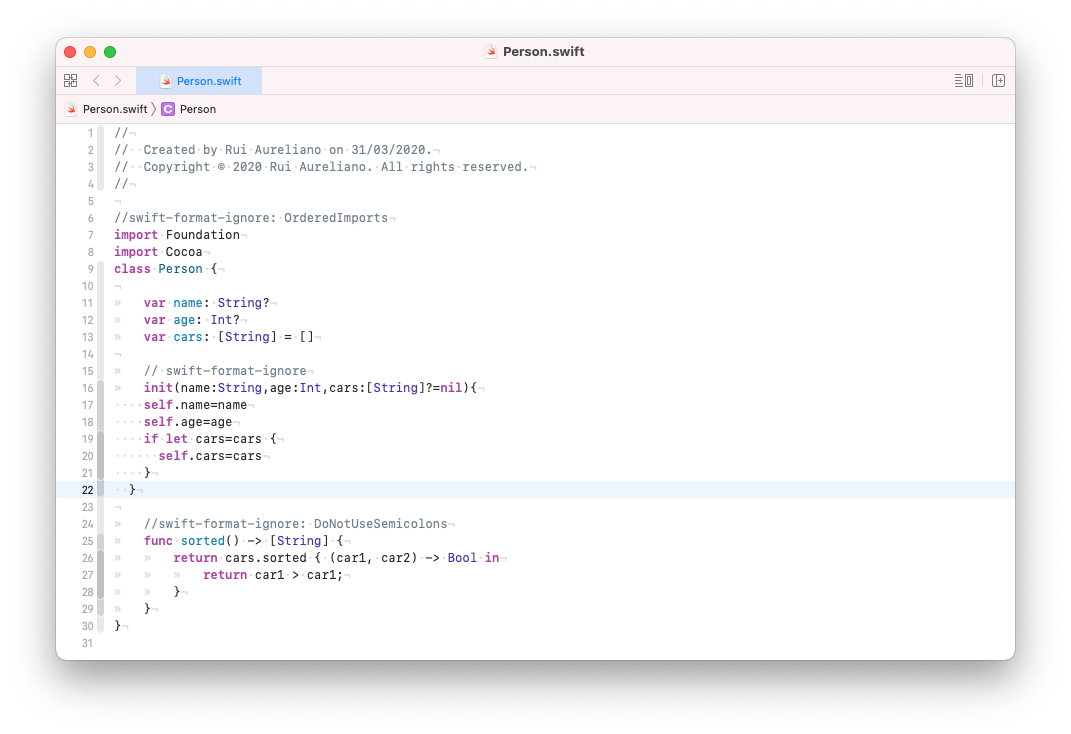 Person.swift
Person.swift
Person.swift 〉 C Person
1 //
2 //  Created by Rui Aureliano on 31/03/2020.
3 //  Copyright © 2020 Rui Aureliano. All rights reserved.
4 //
5
6 //swift-format-ignore: OrderedImports
7 import Foundation
8 import Cocoa
9 class Person {
10
11     var name: String?
12     var age: Int?
13     var cars: [String] = []
14
15     // swift-format-ignore
16     init(name:String,age:Int,cars:[String]?=nil){
17     self.name=name
18     self.age=age
19     if let cars=cars {
20       self.cars=cars
21     }
22   }
23
24     //swift-format-ignore: DoNotUseSemicolons
25     func sorted() -> [String] {
26         return cars.sorted { (car1, car2) -> Bool in
27             return car1 > car1;
28         }
29     }
30 }
31